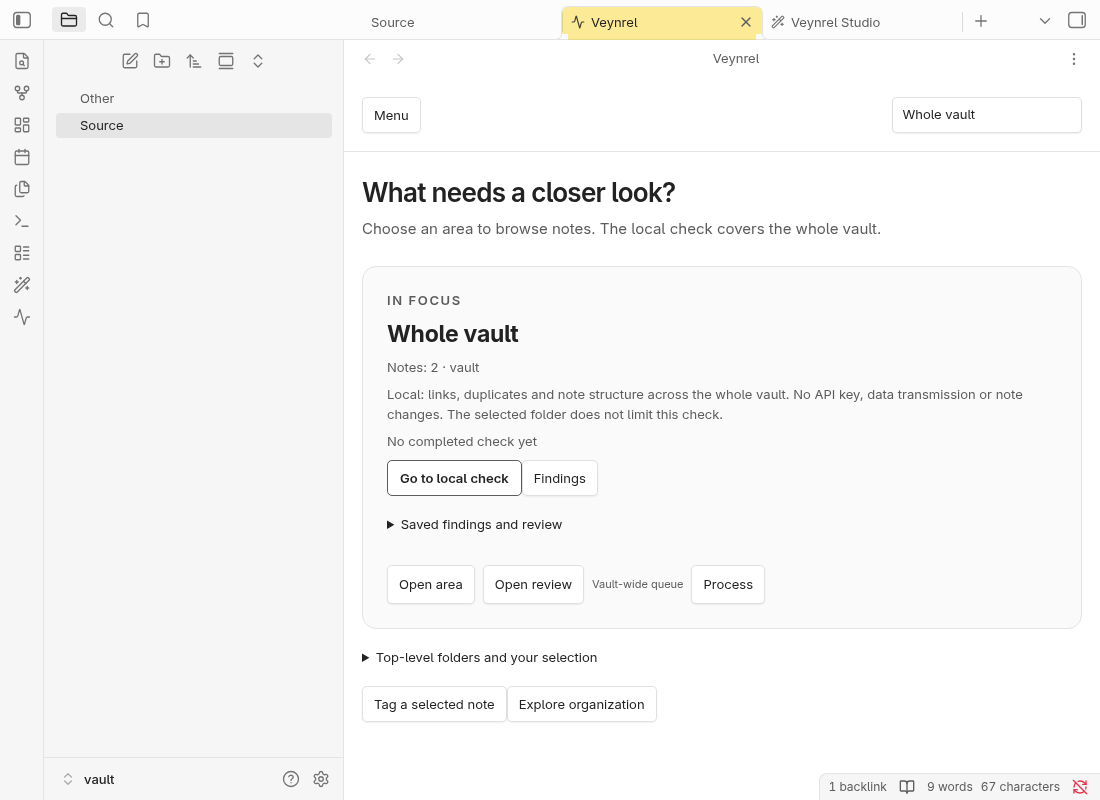 Source
Veynrel
Veynrel Studio
Veynrel
Other
Source
Menu
Whole vault
What needs a closer look?
Choose an area to browse notes. The local check covers the whole vault.
IN FOCUS
Whole vault
Notes: 2 · vault
Local: links, duplicates and note structure across the whole vault. No API key, data transmission or note
changes. The selected folder does not limit this check.
No completed check yet
Go to local check
Findings
Saved findings and review
Open area
Open review
Vault-wide queue
Process
Top-level folders and your selection
Tag a selected note
Explore organization
vault
1 backlink
9 words
67 characters